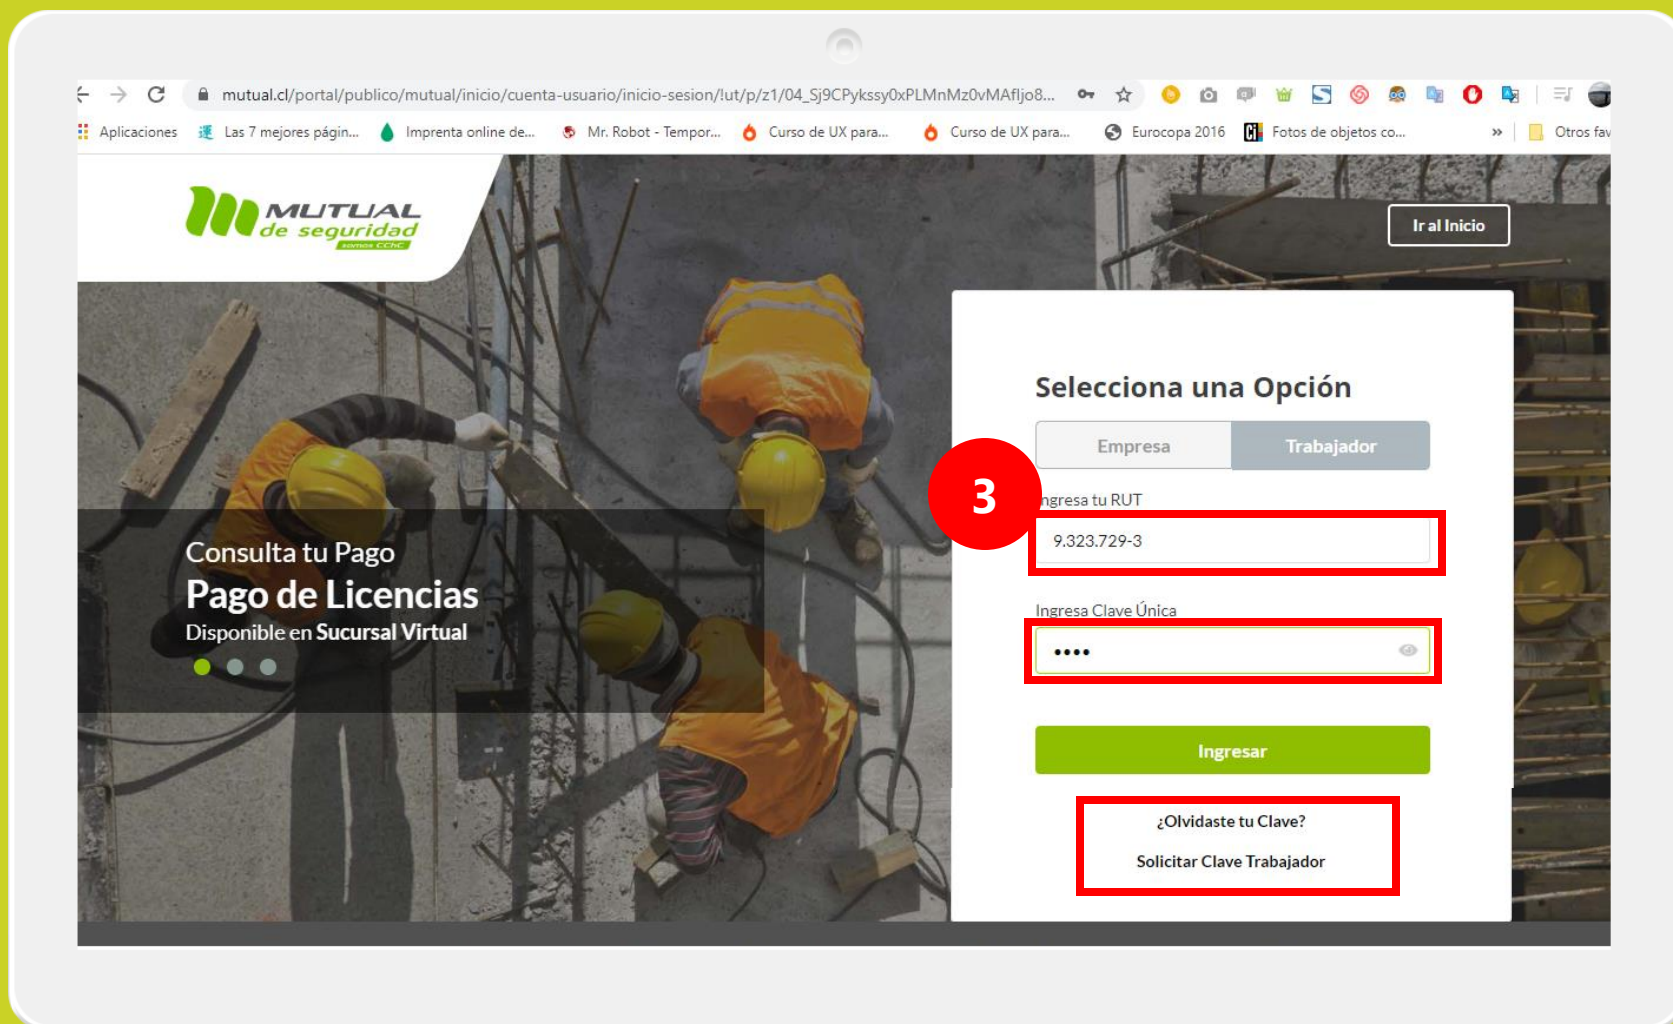 mutual.cl/portal/publico/mutual/inicio/cuenta-usuario/inicio-sesion/!ut/p/z1/04_Sj9CPykssy0xPLMnMz0vMAfIjo8...
Aplicaciones Las 7 mejores págin... Imprenta online de... Mr. Robot - Tempor... Curso de UX para... Curso de UX para... Eurocopa 2016 Fotos de objetos co... » Otros fav
MUTUAL
de seguridad
somos CChC
Ir al Inicio
Selecciona una Opción
Empresa Trabajador
3
ngresa tu RUT
9.323.729-3
Consulta tu Pago
Pago de Licencias
Disponible en Sucursal Virtual
Ingresa Clave Única
••••
Ingresar
¿Olvidaste tu Clave?
Solicitar Clave Trabajador